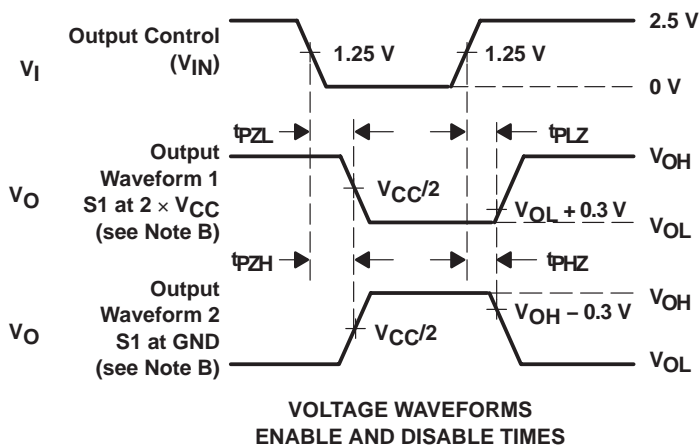 Output Control
(VIN)
VI
1.25 V
1.25 V
2.5 V
0 V
tPZL
tPLZ
Output
Waveform 1
S1 at 2 × VCC
(see Note B)
VO
VCC/2
VOL + 0.3 V
VOH
VOL
tPZH
tPHZ
Output
Waveform 2
S1 at GND
(see Note B)
VO
VCC/2
VOH − 0.3 V
VOH
VOL
VOLTAGE WAVEFORMS
ENABLE AND DISABLE TIMES